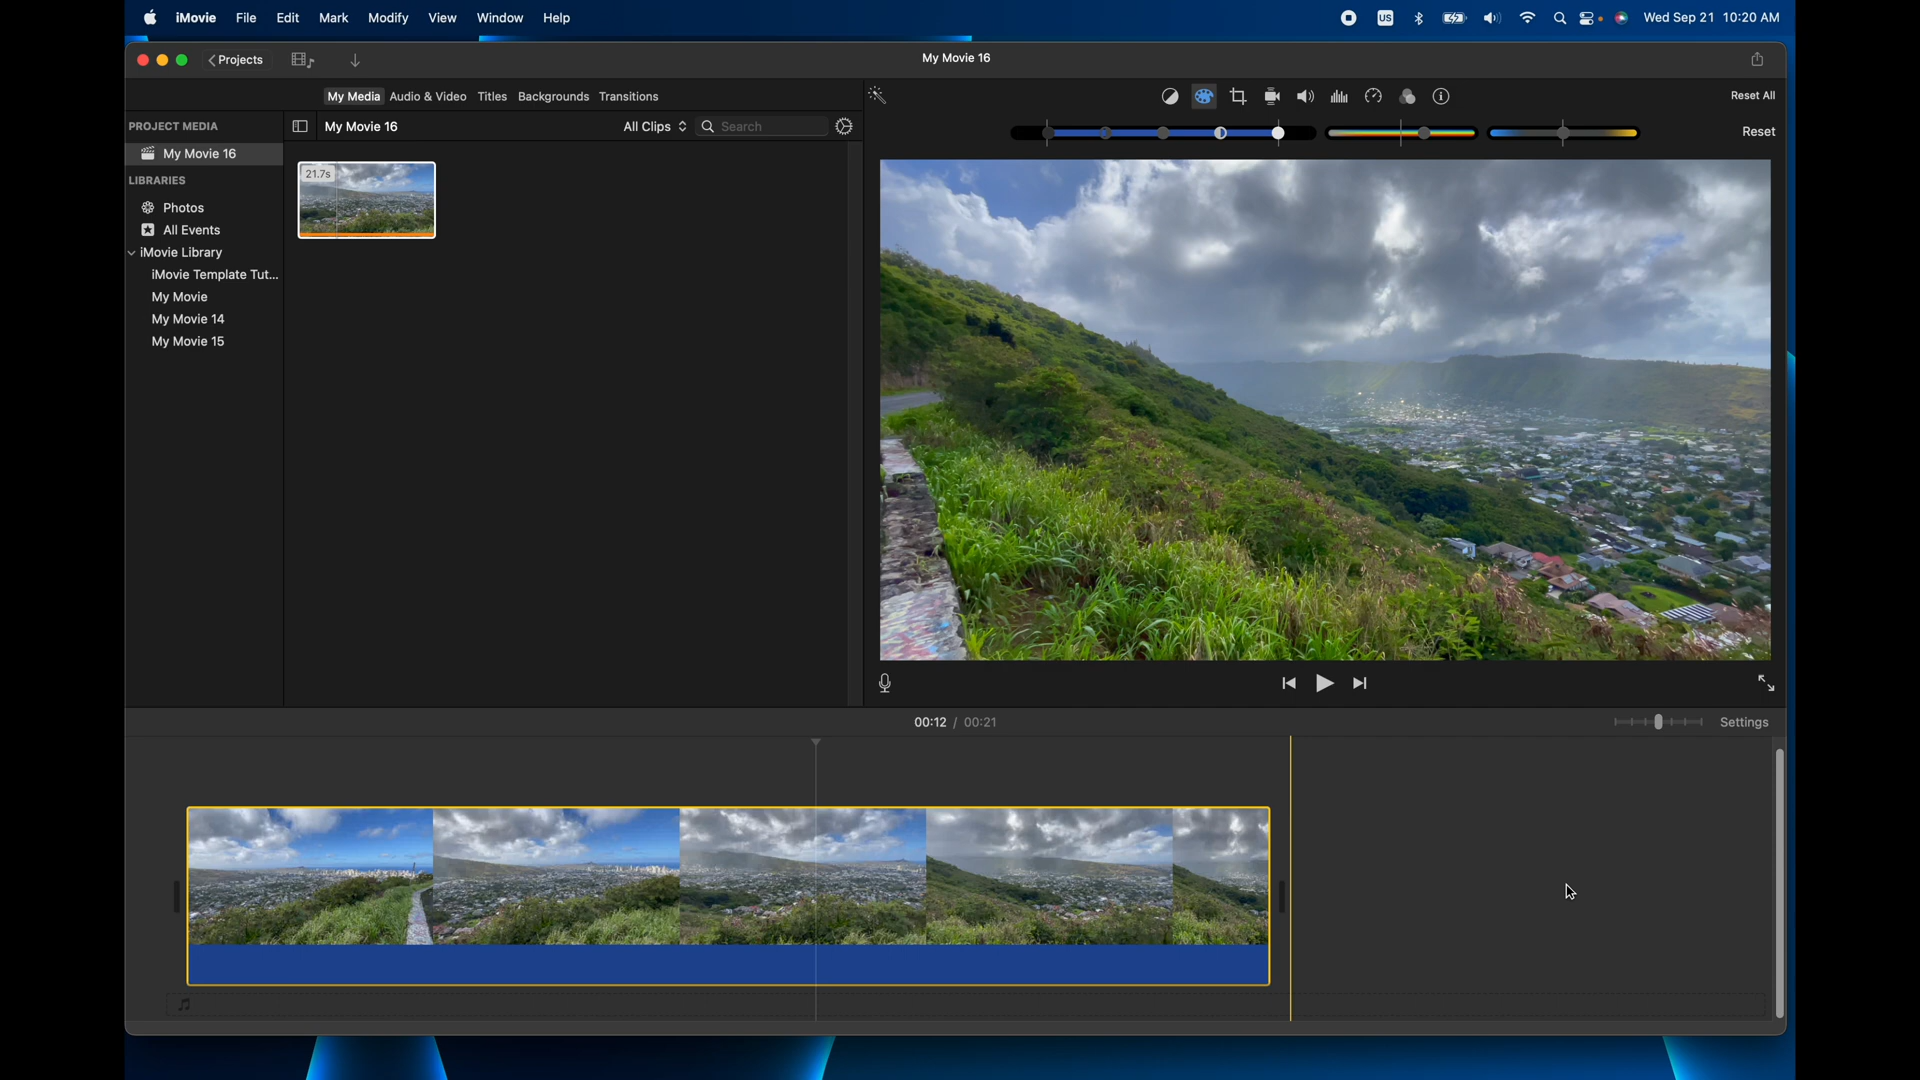 iMovie File Edit Mark Modify View Window Help
US Wed Sep 21 10:20 AM
Projects
My Movie 16
My Media Audio & Video Titles Backgrounds Transitions
Reset All
PROJECT MEDIA
My Movie 16
All Clips
Search
Reset
My Movie 16
21.7s
LIBRARIES
Photos
All Events
iMovie Library
iMovie Template Tut...
My Movie
My Movie 14
My Movie 15
00:12 / 00:21
Settings